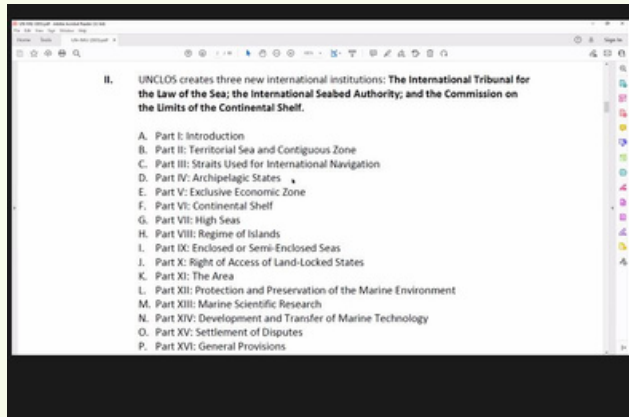 Home Tools
Sign In
II. UNCLOS creates three new international institutions: The International Tribunal for
the Law of the Sea; the International Seabed Authority; and the Commission on
the Limits of the Continental Shelf.
A. Part I: Introduction
B. Part II: Territorial Sea and Contiguous Zone
C. Part III: Straits Used for International Navigation
D. Part IV: Archipelagic States
E. Part V: Exclusive Economic Zone
F. Part VI: Continental Shelf
G. Part VII: High Seas
H. Part VIII: Regime of Islands
I. Part IX: Enclosed or Semi-Enclosed Seas
J. Part X: Right of Access of Land-Locked States
K. Part XI: The Area
L. Part XII: Protection and Preservation of the Marine Environment
M. Part XIII: Marine Scientific Research
N. Part XIV: Development and Transfer of Marine Technology
O. Part XV: Settlement of Disputes
P. Part XVI: General Provisions